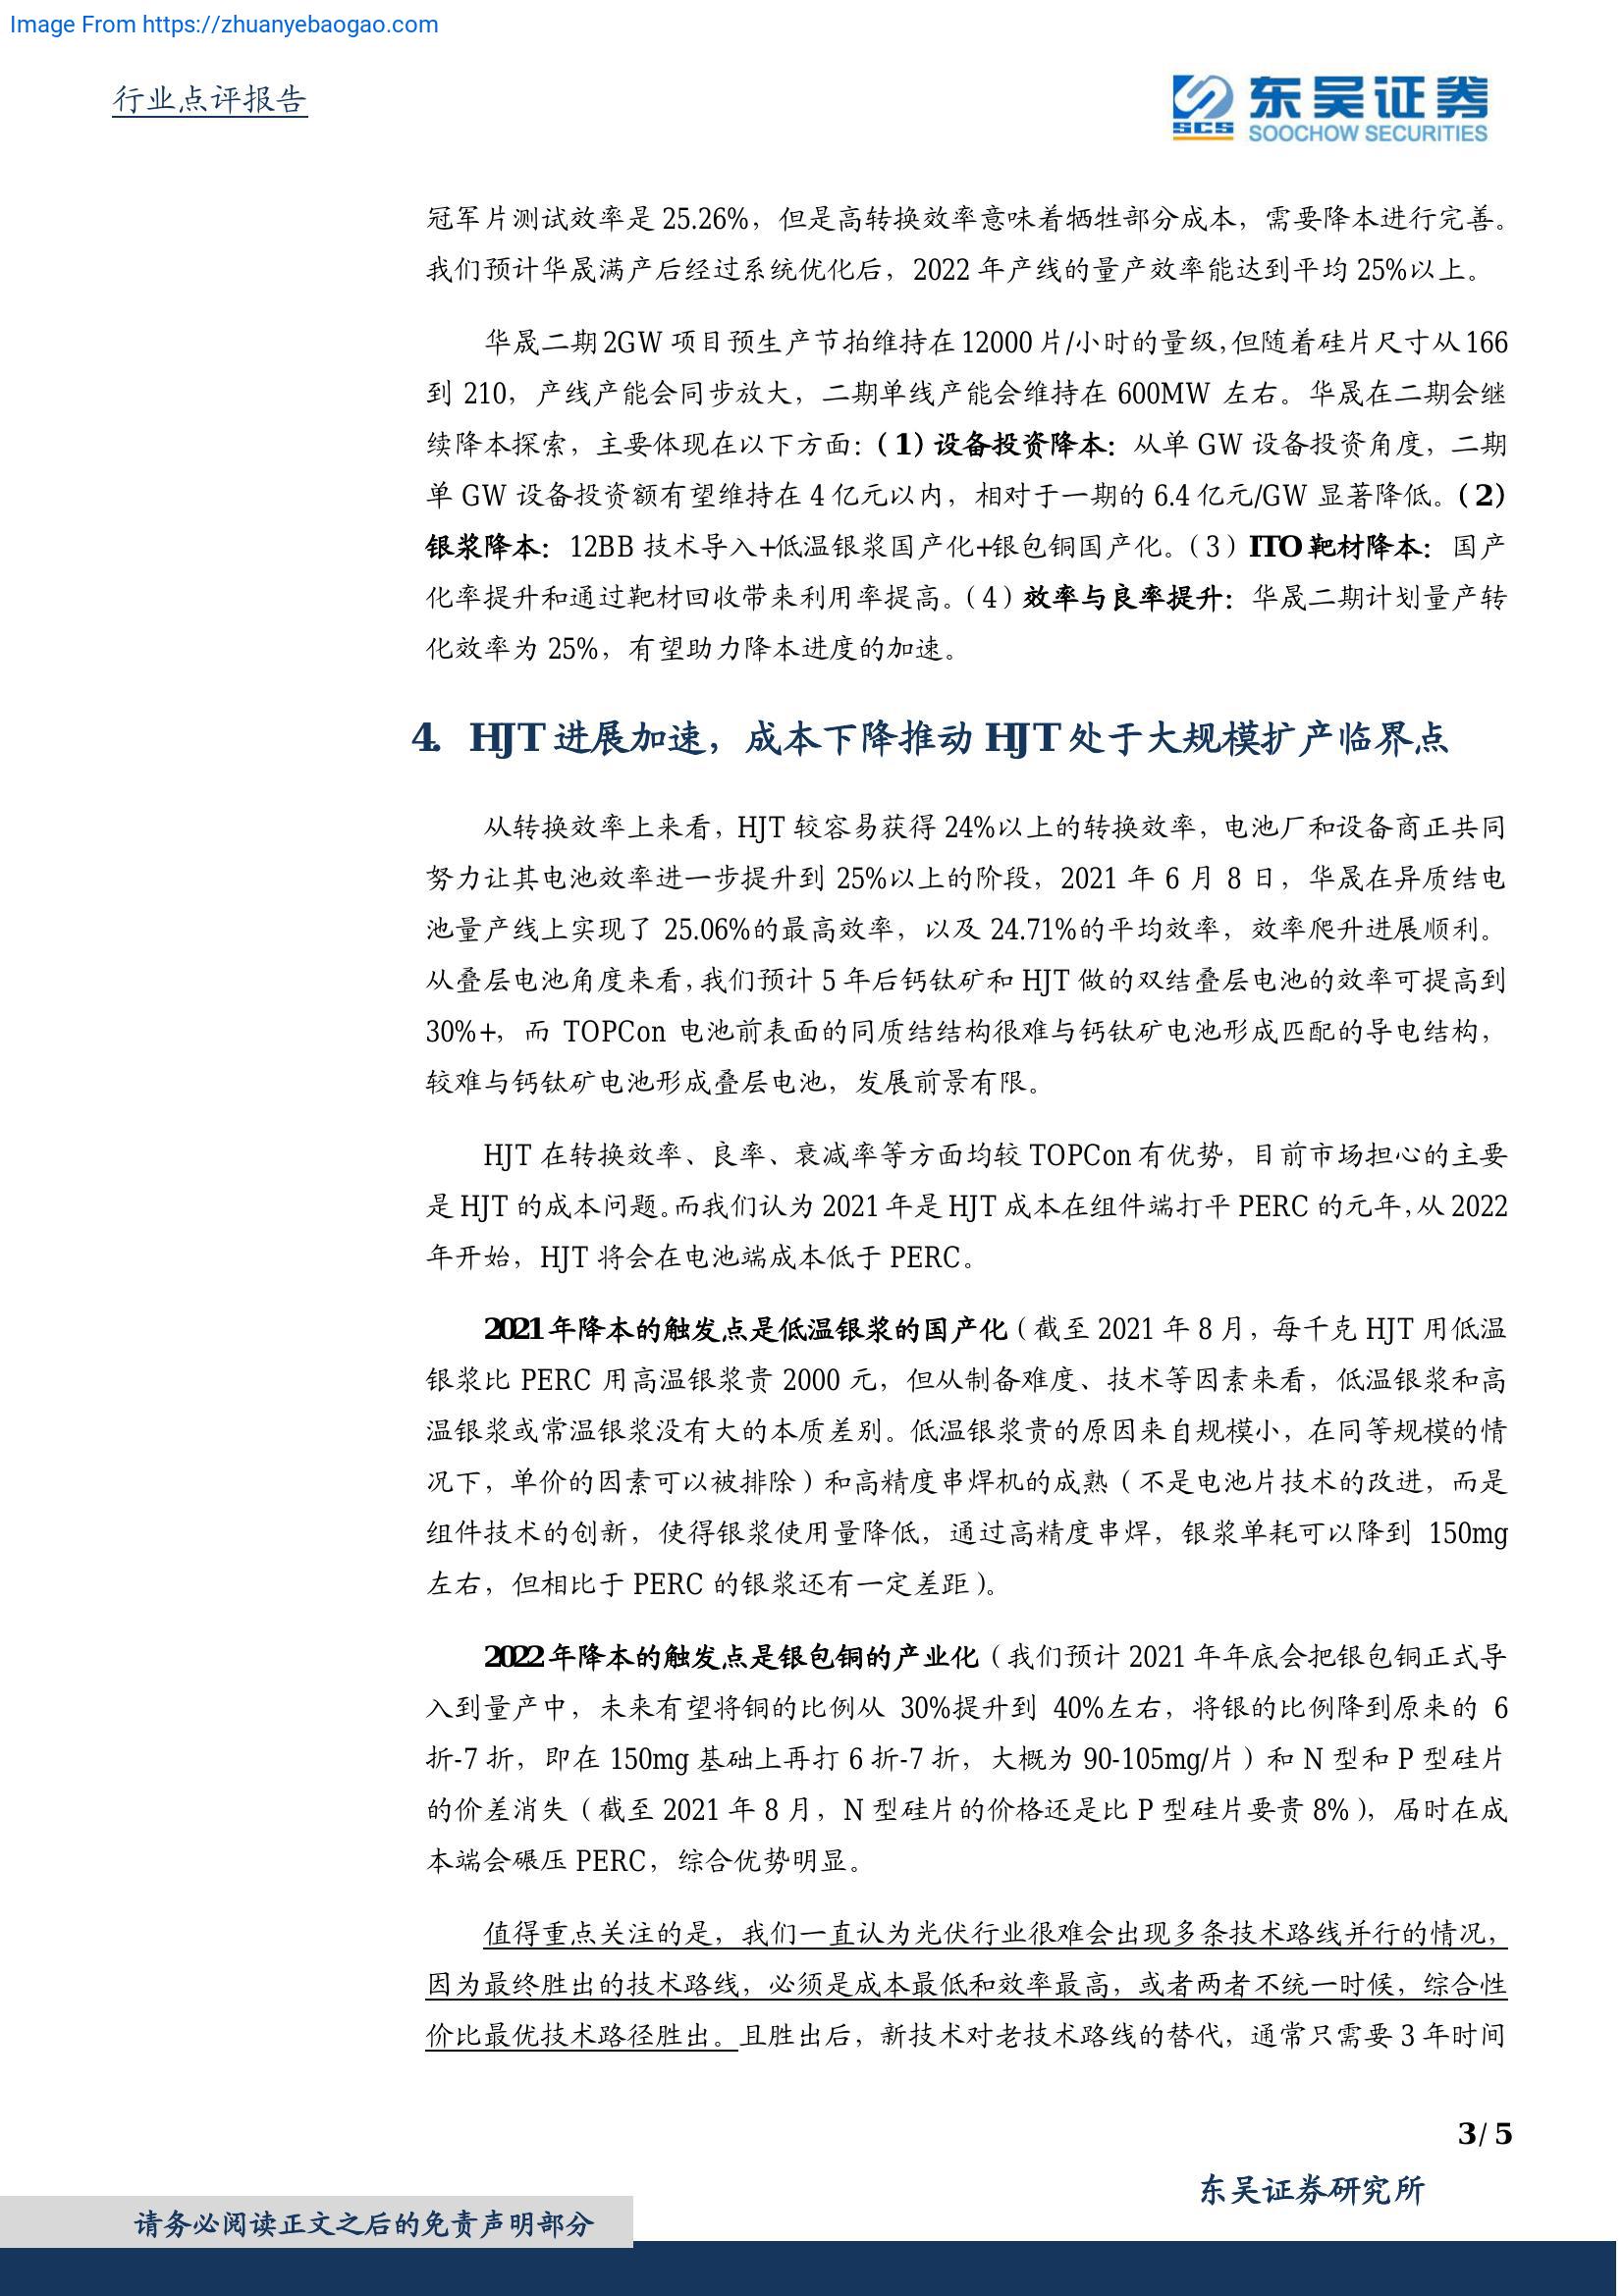 Image From https://zhuanyebaogao.com
行业点评报告
SCS 东吴证券
SOOCHOW SECURITIES
冠军片测试效率是 25.26%，但是高转换效率意味着牺牲部分成本，需要降本进行完善。
我们预计华晟满产后经过系统优化后，2022 年产线的量产效率能达到平均 25%以上。
华晟二期 2GW 项目预生产节拍维持在 12000 片/小时的量级，但随着硅片尺寸从 166
到 210，产线产能会同步放大，二期单线产能会维持在 600MW 左右。华晟在二期会继
续降本探索，主要体现在以下方面：（1）设备投资降本：从单 GW 设备投资角度，二期
单 GW 设备投资额有望维持在 4 亿元以内，相对于一期的 6.4 亿元/GW 显著降低。（2）
银浆降本：12BB 技术导入+低温银浆国产化+银包铜国产化。（3）ITO 靶材降本：国产
化率提升和通过靶材回收带来利用率提高。（4）效率与良率提升：华晟二期计划量产转
化效率为 25%，有望助力降本进度的加速。
4. HJT 进展加速，成本下降推动 HJT 处于大规模扩产临界点
从转换效率上来看，HJT 较容易获得 24%以上的转换效率，电池厂和设备商正共同
努力让其电池效率进一步提升到 25%以上的阶段，2021 年 6 月 8 日，华晟在异质结电
池量产线上实现了 25.06%的最高效率，以及 24.71%的平均效率，效率爬升进展顺利。
从叠层电池角度来看，我们预计 5 年后钙钛矿和 HJT 做的双结叠层电池的效率可提高到
30%+，而 TOPCon 电池前表面的同质结结构很难与钙钛矿电池形成匹配的导电结构，
较难与钙钛矿电池形成叠层电池，发展前景有限。
HJT 在转换效率、良率、衰减率等方面均较 TOPCon 有优势，目前市场担心的主要
是 HJT 的成本问题。而我们认为 2021 年是 HJT 成本在组件端打平 PERC 的元年，从 2022
年开始，HJT 将会在电池端成本低于 PERC。
2021 年降本的触发点是低温银浆的国产化（截至 2021 年 8 月，每千克 HJT 用低温
银浆比 PERC 用高温银浆贵 2000 元，但从制备难度、技术等因素来看，低温银浆和高
温银浆或常温银浆没有大的本质差别。低温银浆贵的原因来自规模小，在同等规模的情
况下，单价的因素可以被排除）和高精度串焊机的成熟（不是电池片技术的改进，而是
组件技术的创新，使得银浆使用量降低，通过高精度串焊，银浆单耗可以降到 150mg
左右，但相比于 PERC 的银浆还有一定差距）。
2022 年降本的触发点是银包铜的产业化（我们预计 2021 年年底会把银包铜正式导
入到量产中，未来有望将铜的比例从 30%提升到 40%左右，将银的比例降到原来的 6
折-7 折，即在 150mg 基础上再打 6 折-7 折，大概为 90-105mg/片）和 N 型和 P 型硅片
的价差消失（截至 2021 年 8 月，N 型硅片的价格还是比 P 型硅片要贵 8%），届时在成
本端会碾压 PERC，综合优势明显。
值得重点关注的是，我们一直认为光伏行业很难会出现多条技术路线并行的情况，
因为最终胜出的技术路线，必须是成本最低和效率最高，或者两者不统一时候，综合性
价比最优技术路径胜出。且胜出后，新技术对老技术路线的替代，通常只需要 3 年时间
3 / 5
东吴证券研究所
请务必阅读正文之后的免责声明部分